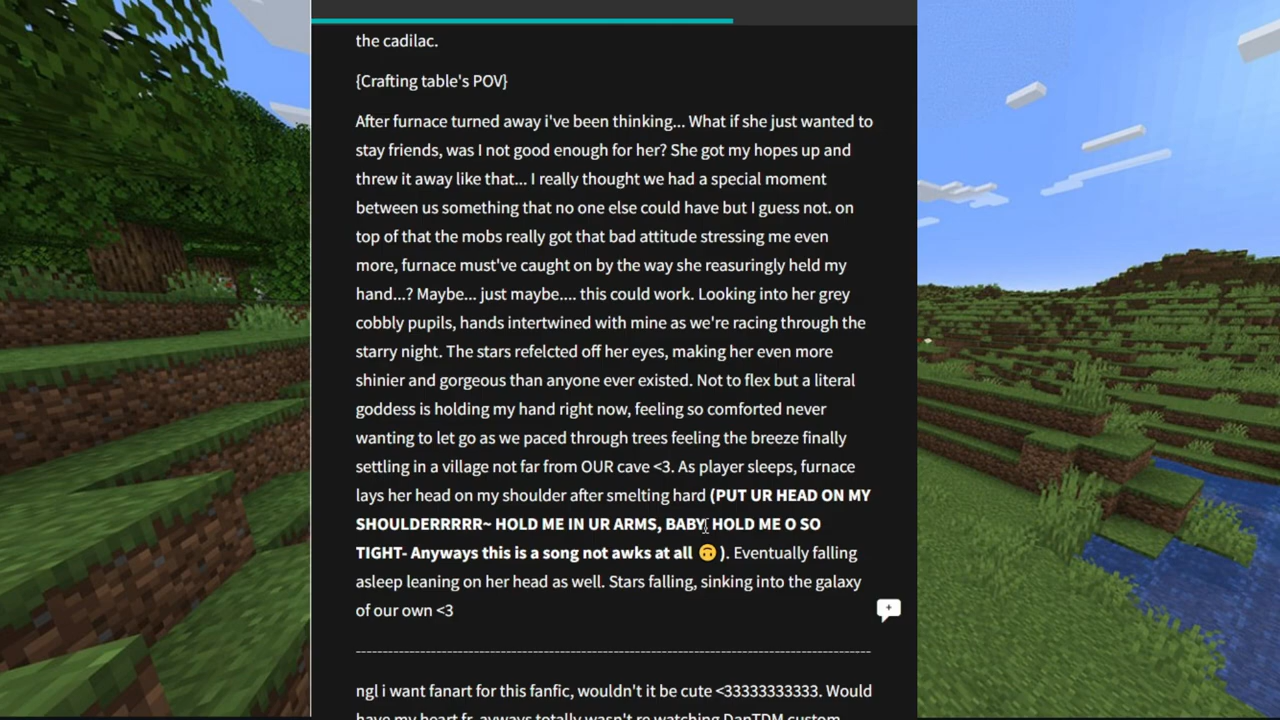 the cadilac.
{Crafting table's POV}
After furnace turned away i've been thinking... What if she just wanted to
stay friends, was I not good enough for her? She got my hopes up and
threw it away like that... I really thought we had a special moment
between us something that no one else could have but I guess not. on
top of that the mobs really got that bad attitude stressing me even
more, furnace must've caught on by the way she reasuringly held my
hand...? Maybe... just maybe.... this could work. Looking into her grey
cobbly pupils, hands intertwined with mine as we're racing through the
starry night. The stars refelcted off her eyes, making her even more
shinier and gorgeous than anyone ever existed. Not to flex but a literal
goddess is holding my hand right now, feeling so comforted never
wanting to let go as we paced through trees feeling the breeze finally
settling in a village not far from OUR cave <3. As player sleeps, furnace
lays her head on my shoulder after smelting hard (PUT UR HEAD ON MY
SHOULDERRRRR~ HOLD ME IN UR ARMS, BABY, HOLD ME O SO
TIGHT- Anyways this is a song not awks at all 🙃 ). Eventually falling
asleep leaning on her head as well. Stars falling, sinking into the galaxy
of our own <3
---------------------------------------------------------------------------------------------------------
ngl i want fanart for this fanfic, wouldn't it be cute <33333333333. Would
have my heart fr. ayways totally wasn't re watching DanTDM custom